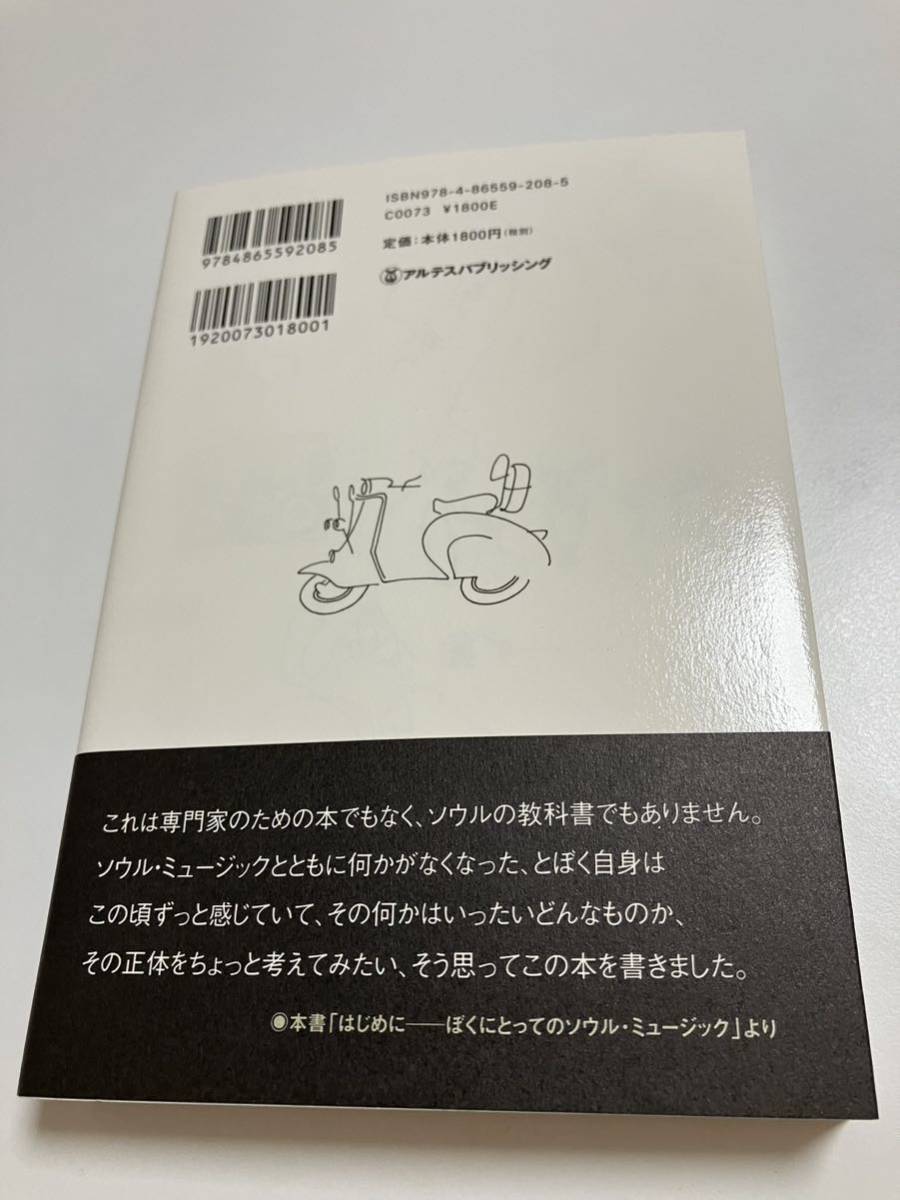 ISBN978-4-86559-208-5
C0073 ¥1800E
定価：本体1800円（税別）
アルテスパブリッシング
9784865592085
1920073018001
これは専門家のための本でもなく、ソウルの教科書でもありません。
ソウル・ミュージックとともに何かがなくなった、とぼく自身は
この頃ずっと感じていて、その何かはいったいどんなものか、
その正体をちょっと考えてみたい、そう思ってこの本を書きました。
◉本書「はじめに――ぼくにとってのソウル・ミュージック」より